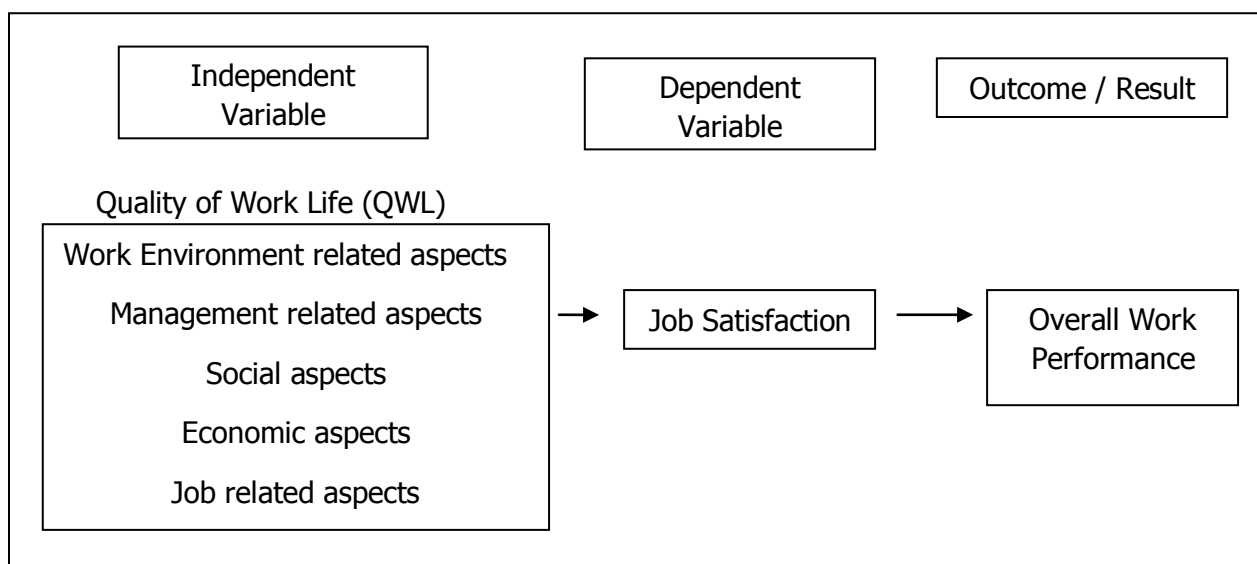 Independent
Variable
Dependent
Variable
Outcome / Result
Quality of Work Life (QWL)
Work Environment related aspects
Management related aspects
Social aspects
Economic aspects
Job related aspects
Job Satisfaction
Overall Work
Performance